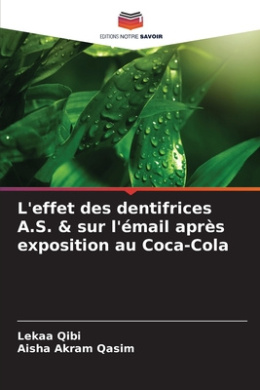 EDITIONS NOTRE SAVOIR
L'effet des dentifrices
A.S. & sur l'émail après
exposition au Coca-Cola
Lekaa Qibi
Aisha Akram Qasim